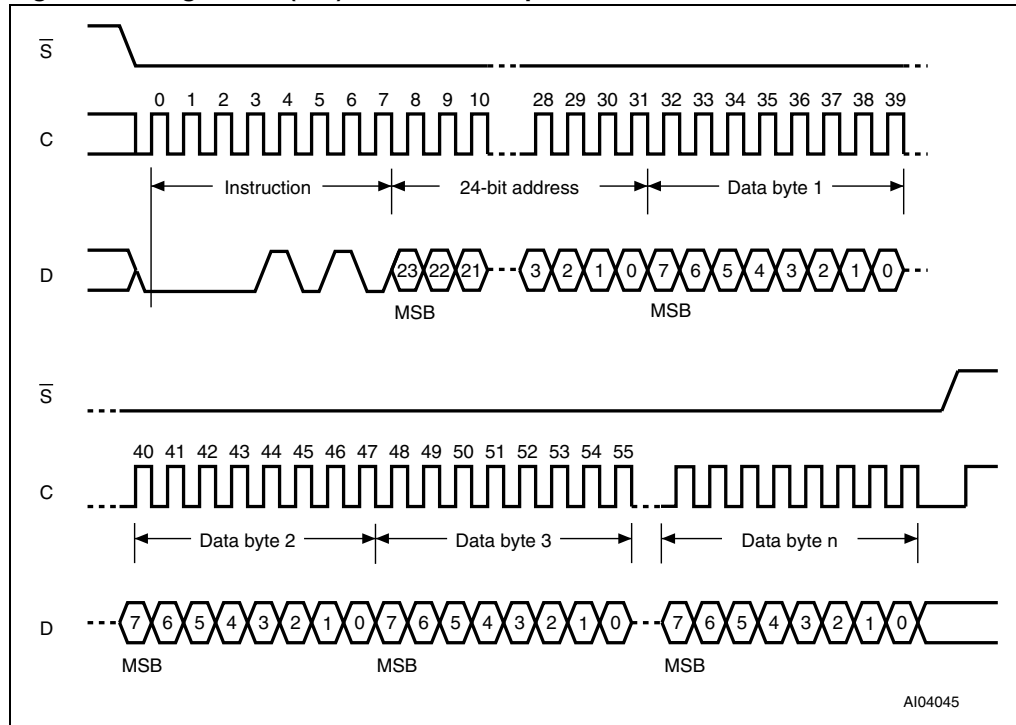 S
0 1 2 3 4 5 6 7 8 9 10 28 29 30 31 32 33 34 35 36 37 38 39
C
Instruction 24-bit address Data byte 1
D 23 22 21 3 2 1 0 7 6 5 4 3 2 1 0
MSB MSB
S
40 41 42 43 44 45 46 47 48 49 50 51 52 53 54 55
C
Data byte 2 Data byte 3 Data byte n
D 7 6 5 4 3 2 1 0 7 6 5 4 3 2 1 0 7 6 5 4 3 2 1 0
MSB MSB MSB
AI04045